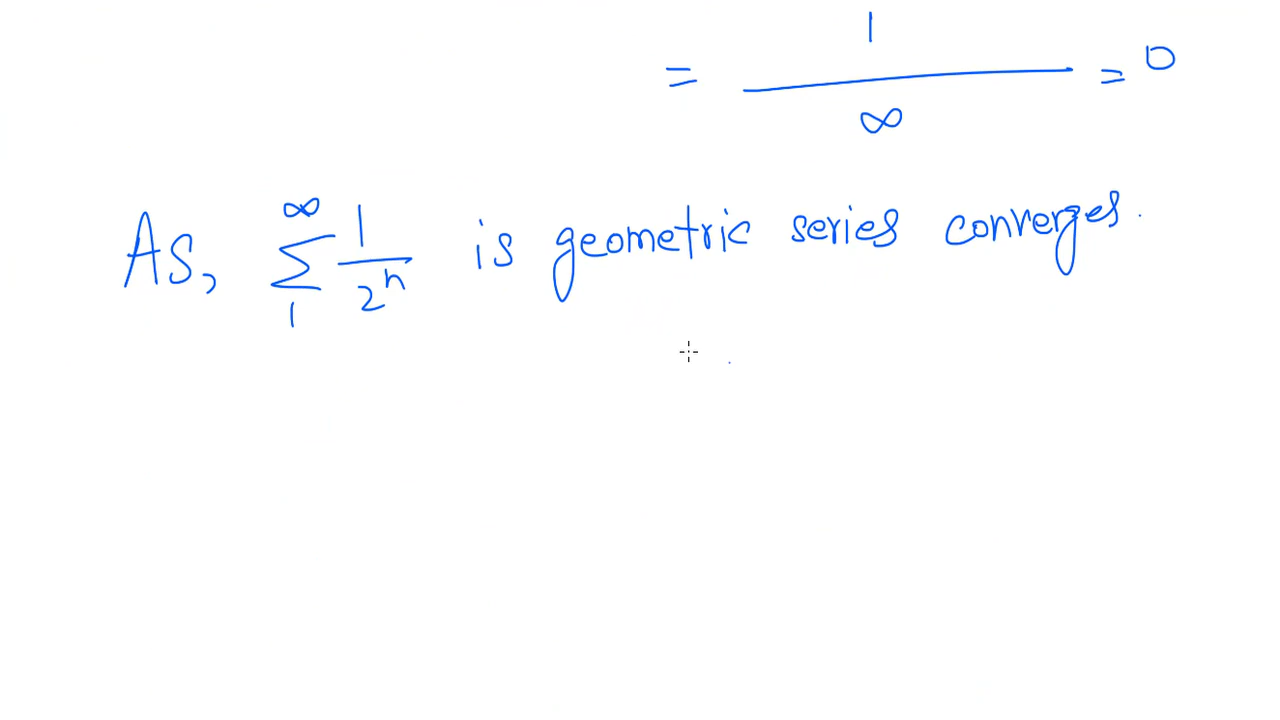 = 1/∞ = 0
As, ∑_1^∞ 1/2^n is geometric series converges.